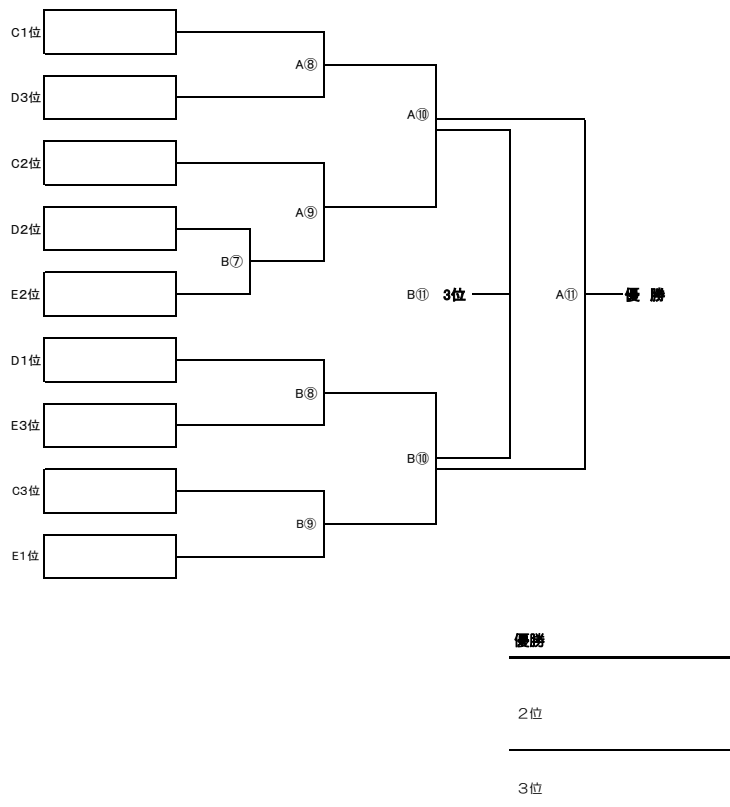 C1位
A⑧
D3位
A⑩
C2位
A⑨
D2位
B⑦
E2位
B⑪ 3位 A⑪ 優 勝
D1位
B⑧
E3位
B⑩
C3位
B⑨
E1位
優勝
２位
３位